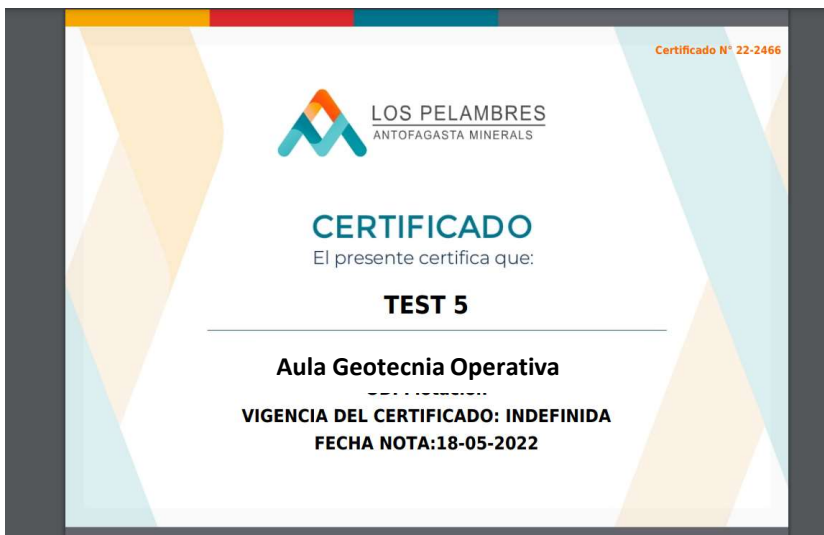 Certificado N° 22-2466
LOS PELAMBRES
ANTOFAGASTA MINERALS
CERTIFICADO
El presente certifica que:
TEST 5
Aula Geotecnia Operativa
VIGENCIA DEL CERTIFICADO: INDEFINIDA
FECHA NOTA:18-05-2022